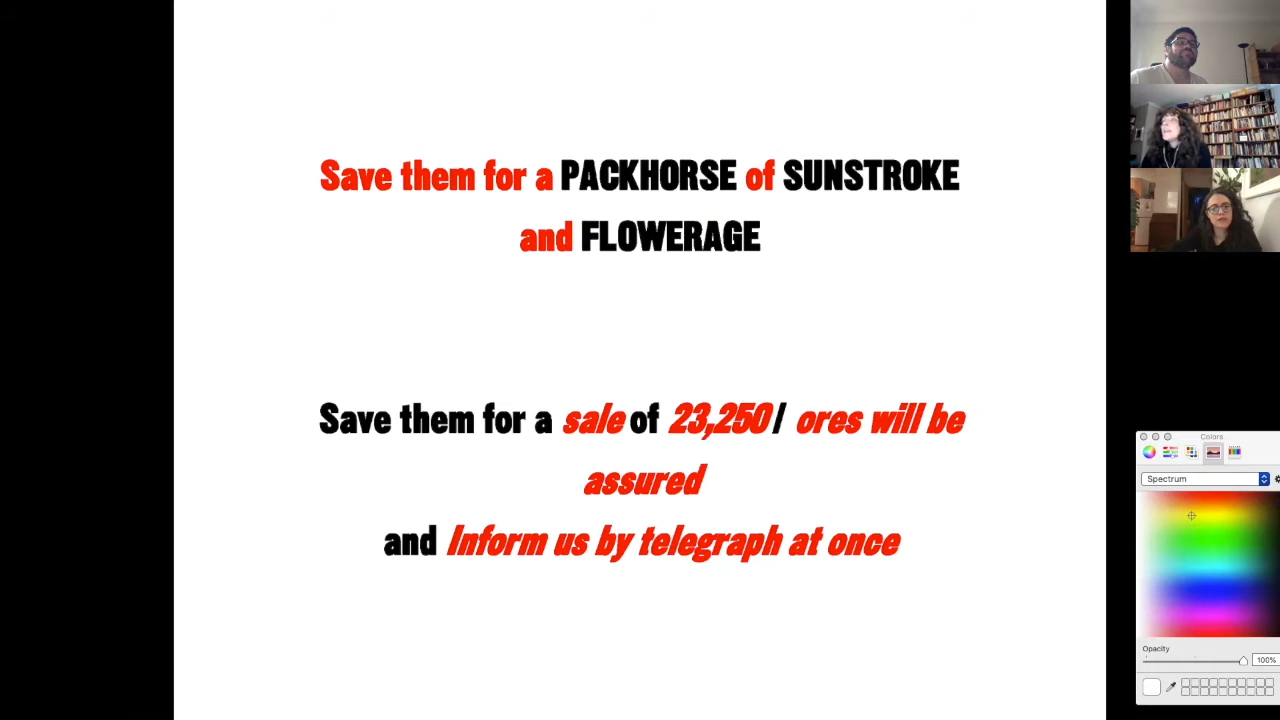 Save them for a PACKHORSE of SUNSTROKE
and FLOWERAGE
Save them for a sale of 23,250/ ores will be
assured
and Inform us by telegraph at once
Colors
Spectrum
Opacity
100%